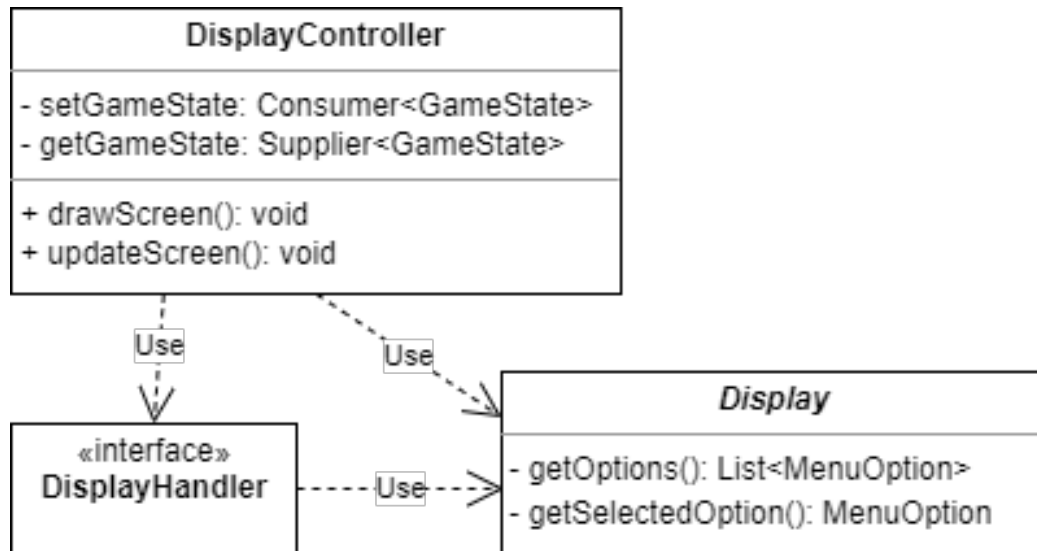 DisplayController
- setGameState: Consumer<GameState>
- getGameState: Supplier<GameState>
+ drawScreen(): void
+ updateScreen(): void
Use
Use
«interface»
DisplayHandler
Use
Display
- getOptions(): List<MenuOption>
- getSelectedOption(): MenuOption